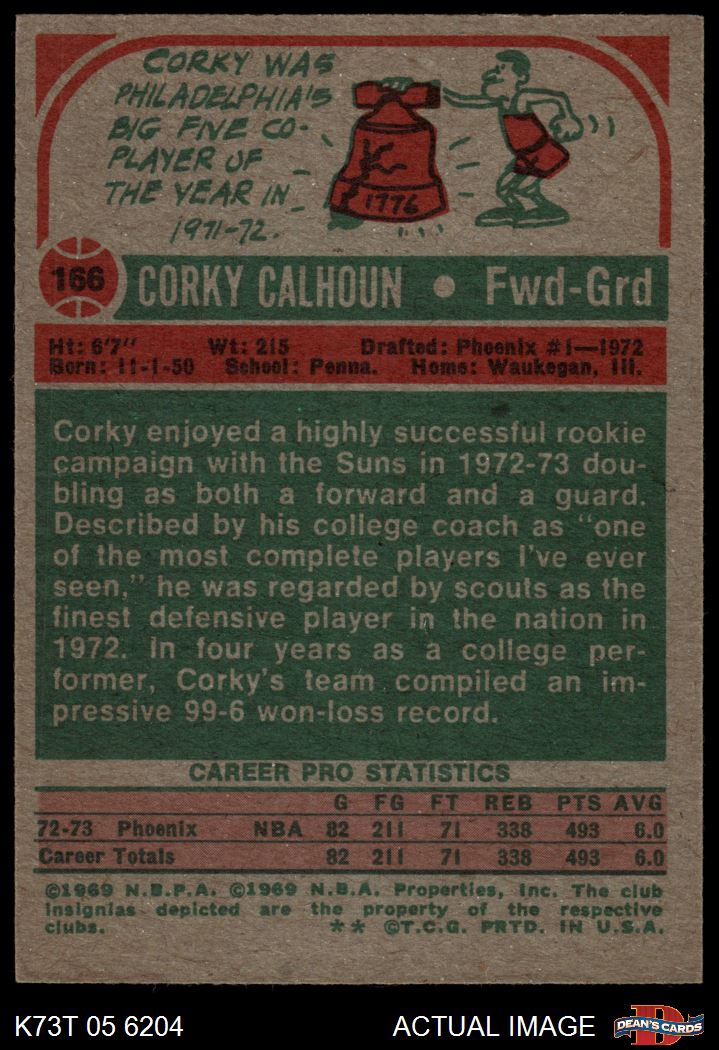 CORKY WAS
PHILADELPHIA'S
BIG FIVE CO-
PLAYER OF
THE YEAR IN
1971-72.
1776
166 CORKY CALHOUN • Fwd-Grd
Ht: 6'7" Wt: 215 Drafted: Phoenix #1—1972
Born: 11-1-50 School: Penna. Home: Waukegan, Ill.
Corky enjoyed a highly successful rookie
campaign with the Suns in 1972-73 dou-
bling as both a forward and a guard.
Described by his college coach as "one
of the most complete players I've ever
seen," he was regarded by scouts as the
finest defensive player in the nation in
1972. In four years as a college per-
former, Corky's team compiled an im-
pressive 99-6 won-loss record.
CAREER PRO STATISTICS
G FG FT REB PTS AVG
72-73 Phoenix NBA 82 211 71 338 493 6.0
Career Totals 82 211 71 338 493 6.0
©1969 N.B.P.A. ©1969 N.B.A. Properties, Inc. The club
insignias depicted are the property of the respective
clubs. ** ©T.C.G. PRTD. IN U.S.A.
K73T 05 6204 ACTUAL IMAGE D DEAN'S CARDS